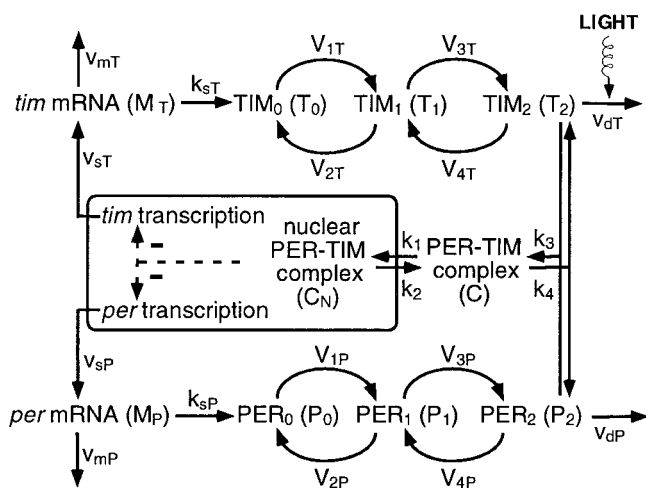 LIGHT
V1T V3T
vmT
ksT
tim mRNA (MT) TIM0 (T0) TIM1 (T1) TIM2 (T2)
vdT
vsT
V2T V4T
tim transcription
nuclear
PER-TIM
complex
(CN)
k1 PER-TIM k3
complex
k2 (C) k4
per transcription
vsP
V1P V3P
ksP
per mRNA (MP) PER0 (P0) PER1 (P1) PER2 (P2)
vdP
vmP
V2P V4P